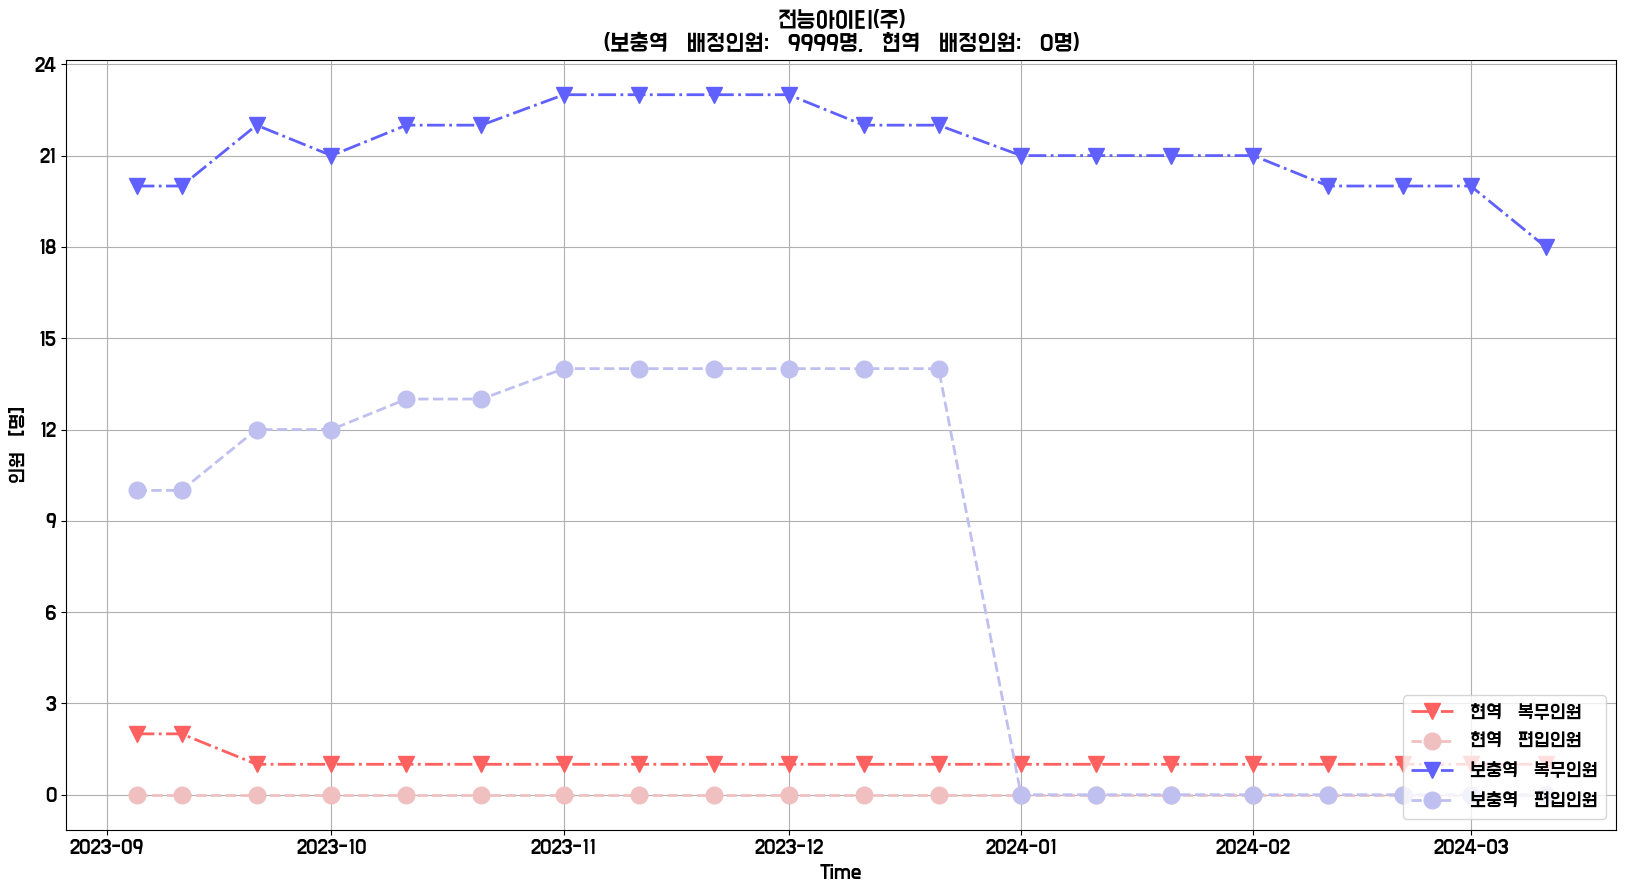 전능아이티(주)
(보충역 배정인원: 9999명, 현역 배정인원: 0명)
24
21
18
15
12
9
6
3
0
인원 [명]
2023-09
2023-10
2023-11
2023-12
2024-01
2024-02
2024-03
Time
현역 복무인원
현역 편입인원
보충역 복무인원
보충역 편입인원